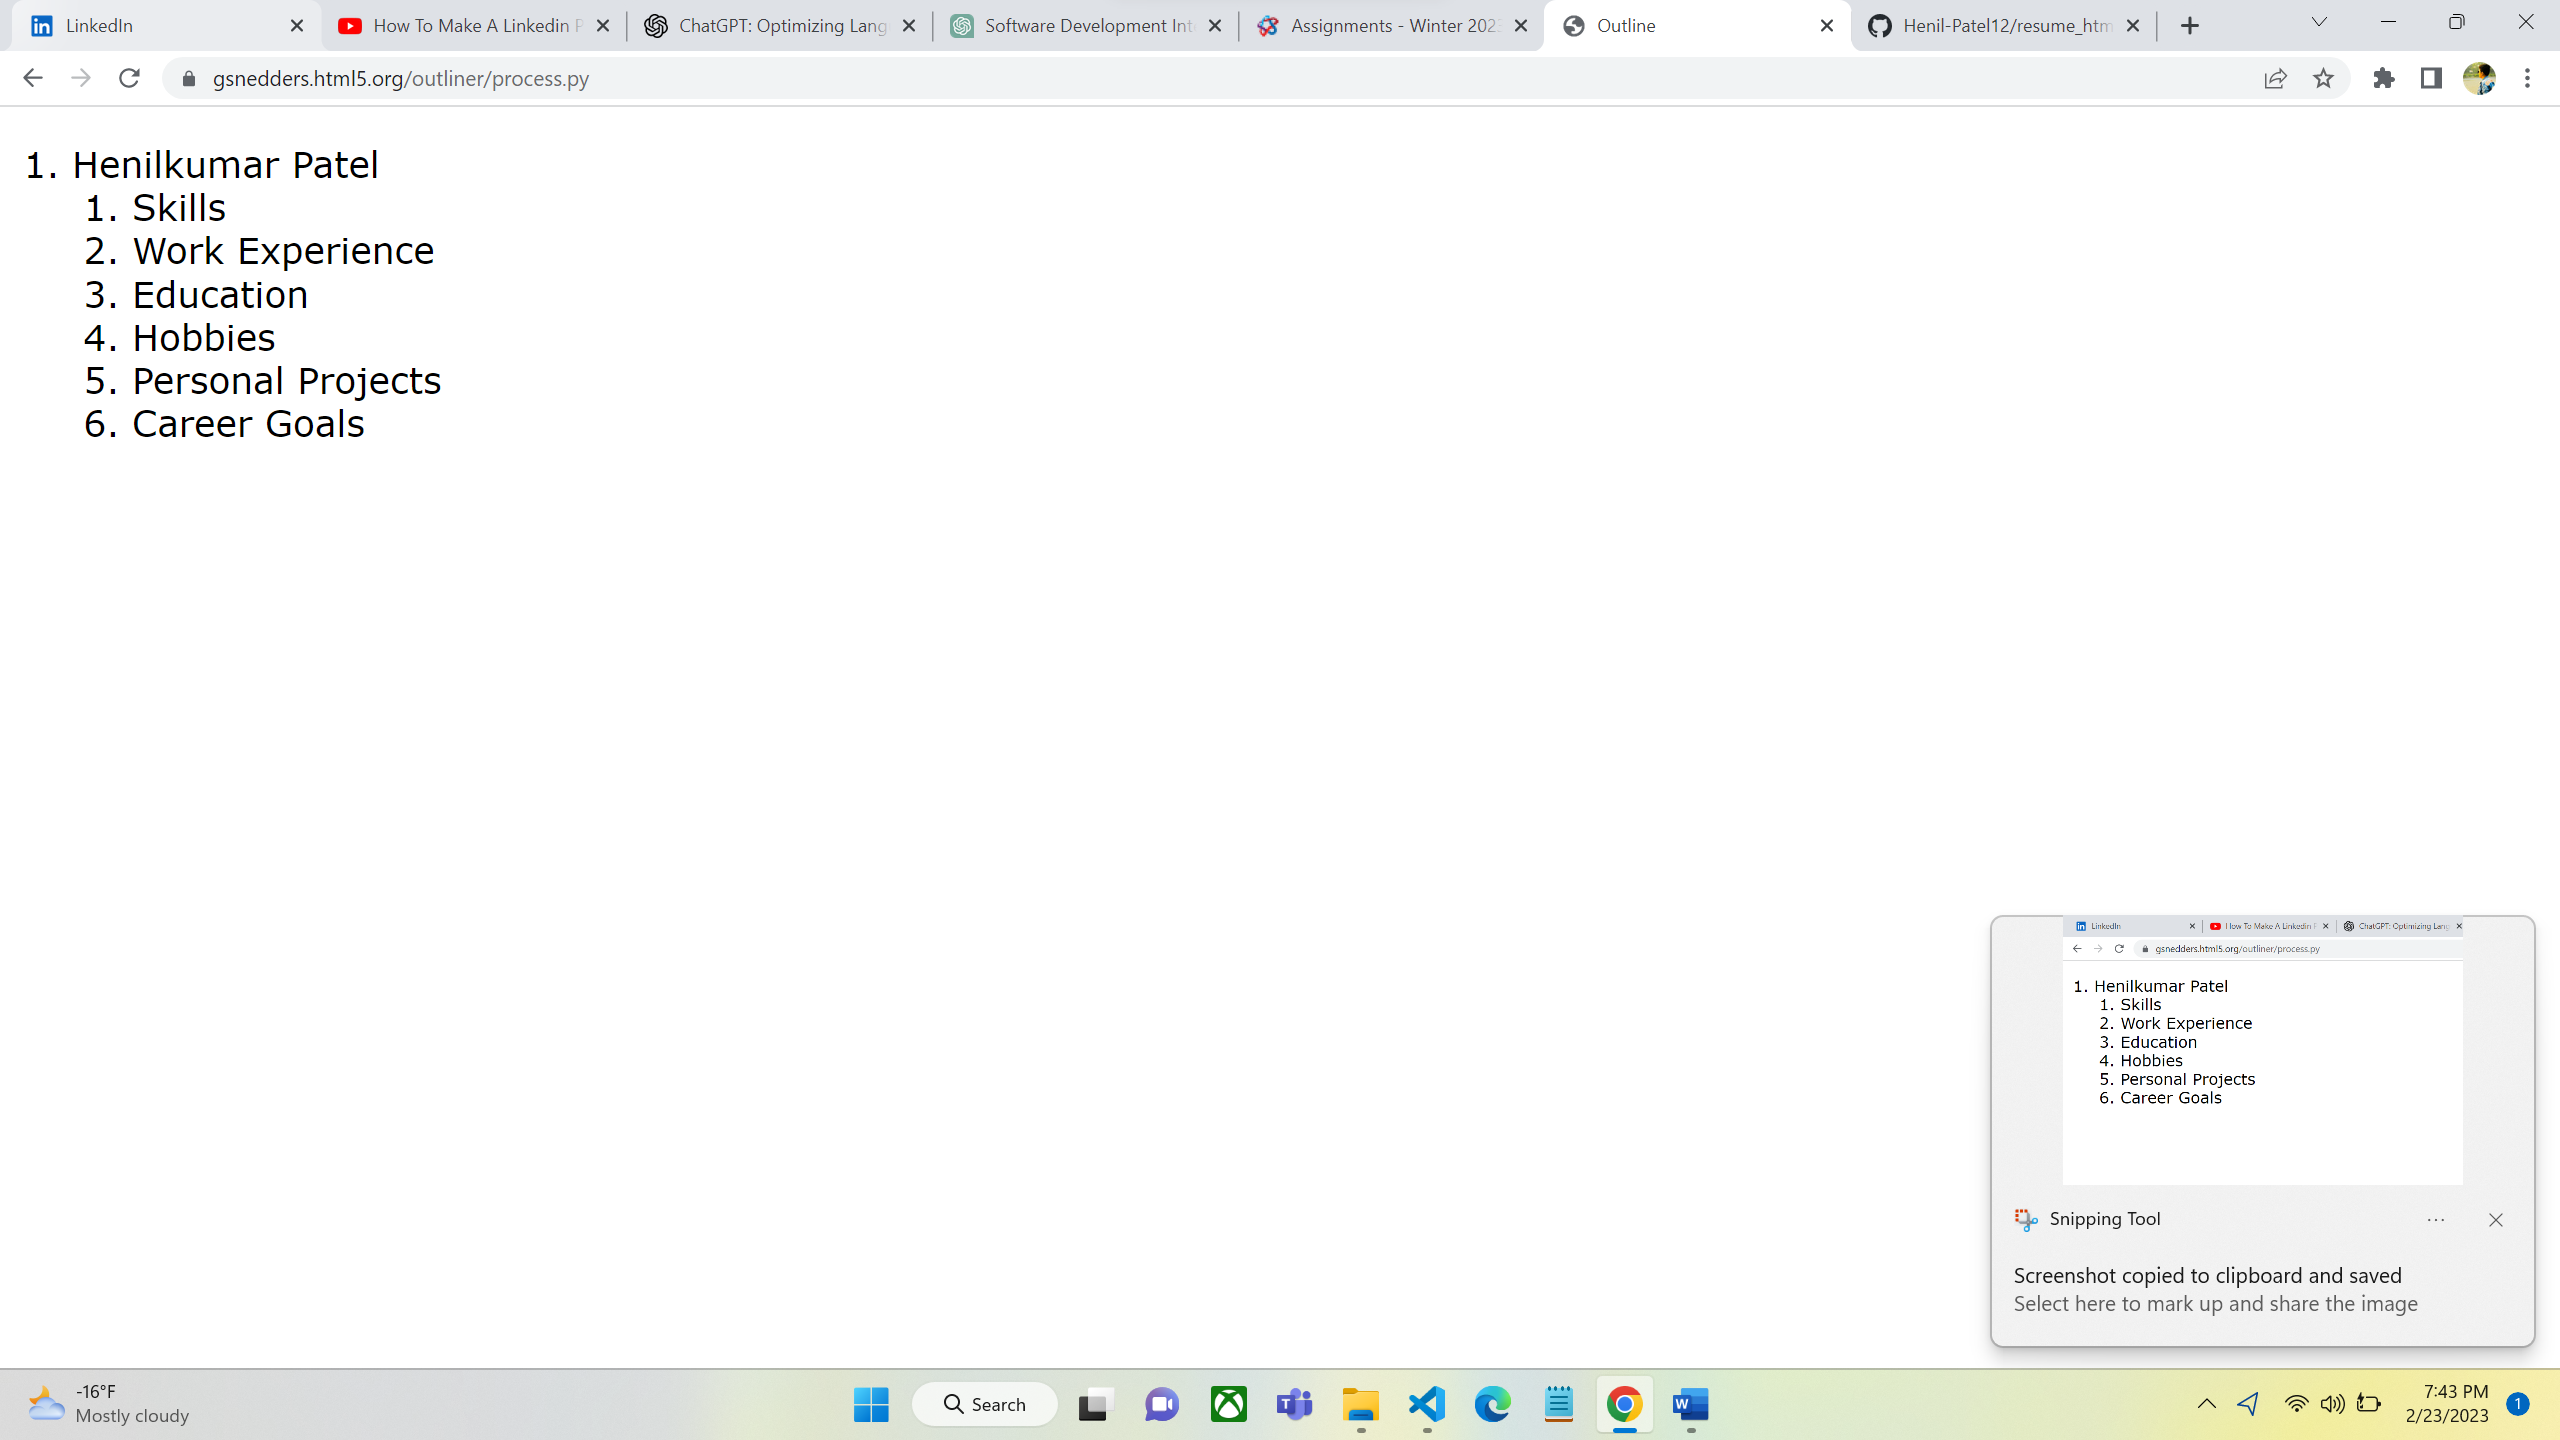 LinkedIn
How To Make A Linkedin P
ChatGPT: Optimizing Lang
Software Development Int
Assignments - Winter 2023
Outline
Henil-Patel12/resume_htm
gsnedders.html5.org/outliner/process.py
1. Henilkumar Patel
1. Skills
2. Work Experience
3. Education
4. Hobbies
5. Personal Projects
6. Career Goals
LinkedIn
How To Make A Linkedin P
ChatGPT: Optimizing Lang
gsnedders.html5.org/outliner/process.py
1. Henilkumar Patel
1. Skills
2. Work Experience
3. Education
4. Hobbies
5. Personal Projects
6. Career Goals
Snipping Tool
Screenshot copied to clipboard and saved
Select here to mark up and share the image
-16°F
Mostly cloudy
Search
7:43 PM
2/23/2023
1